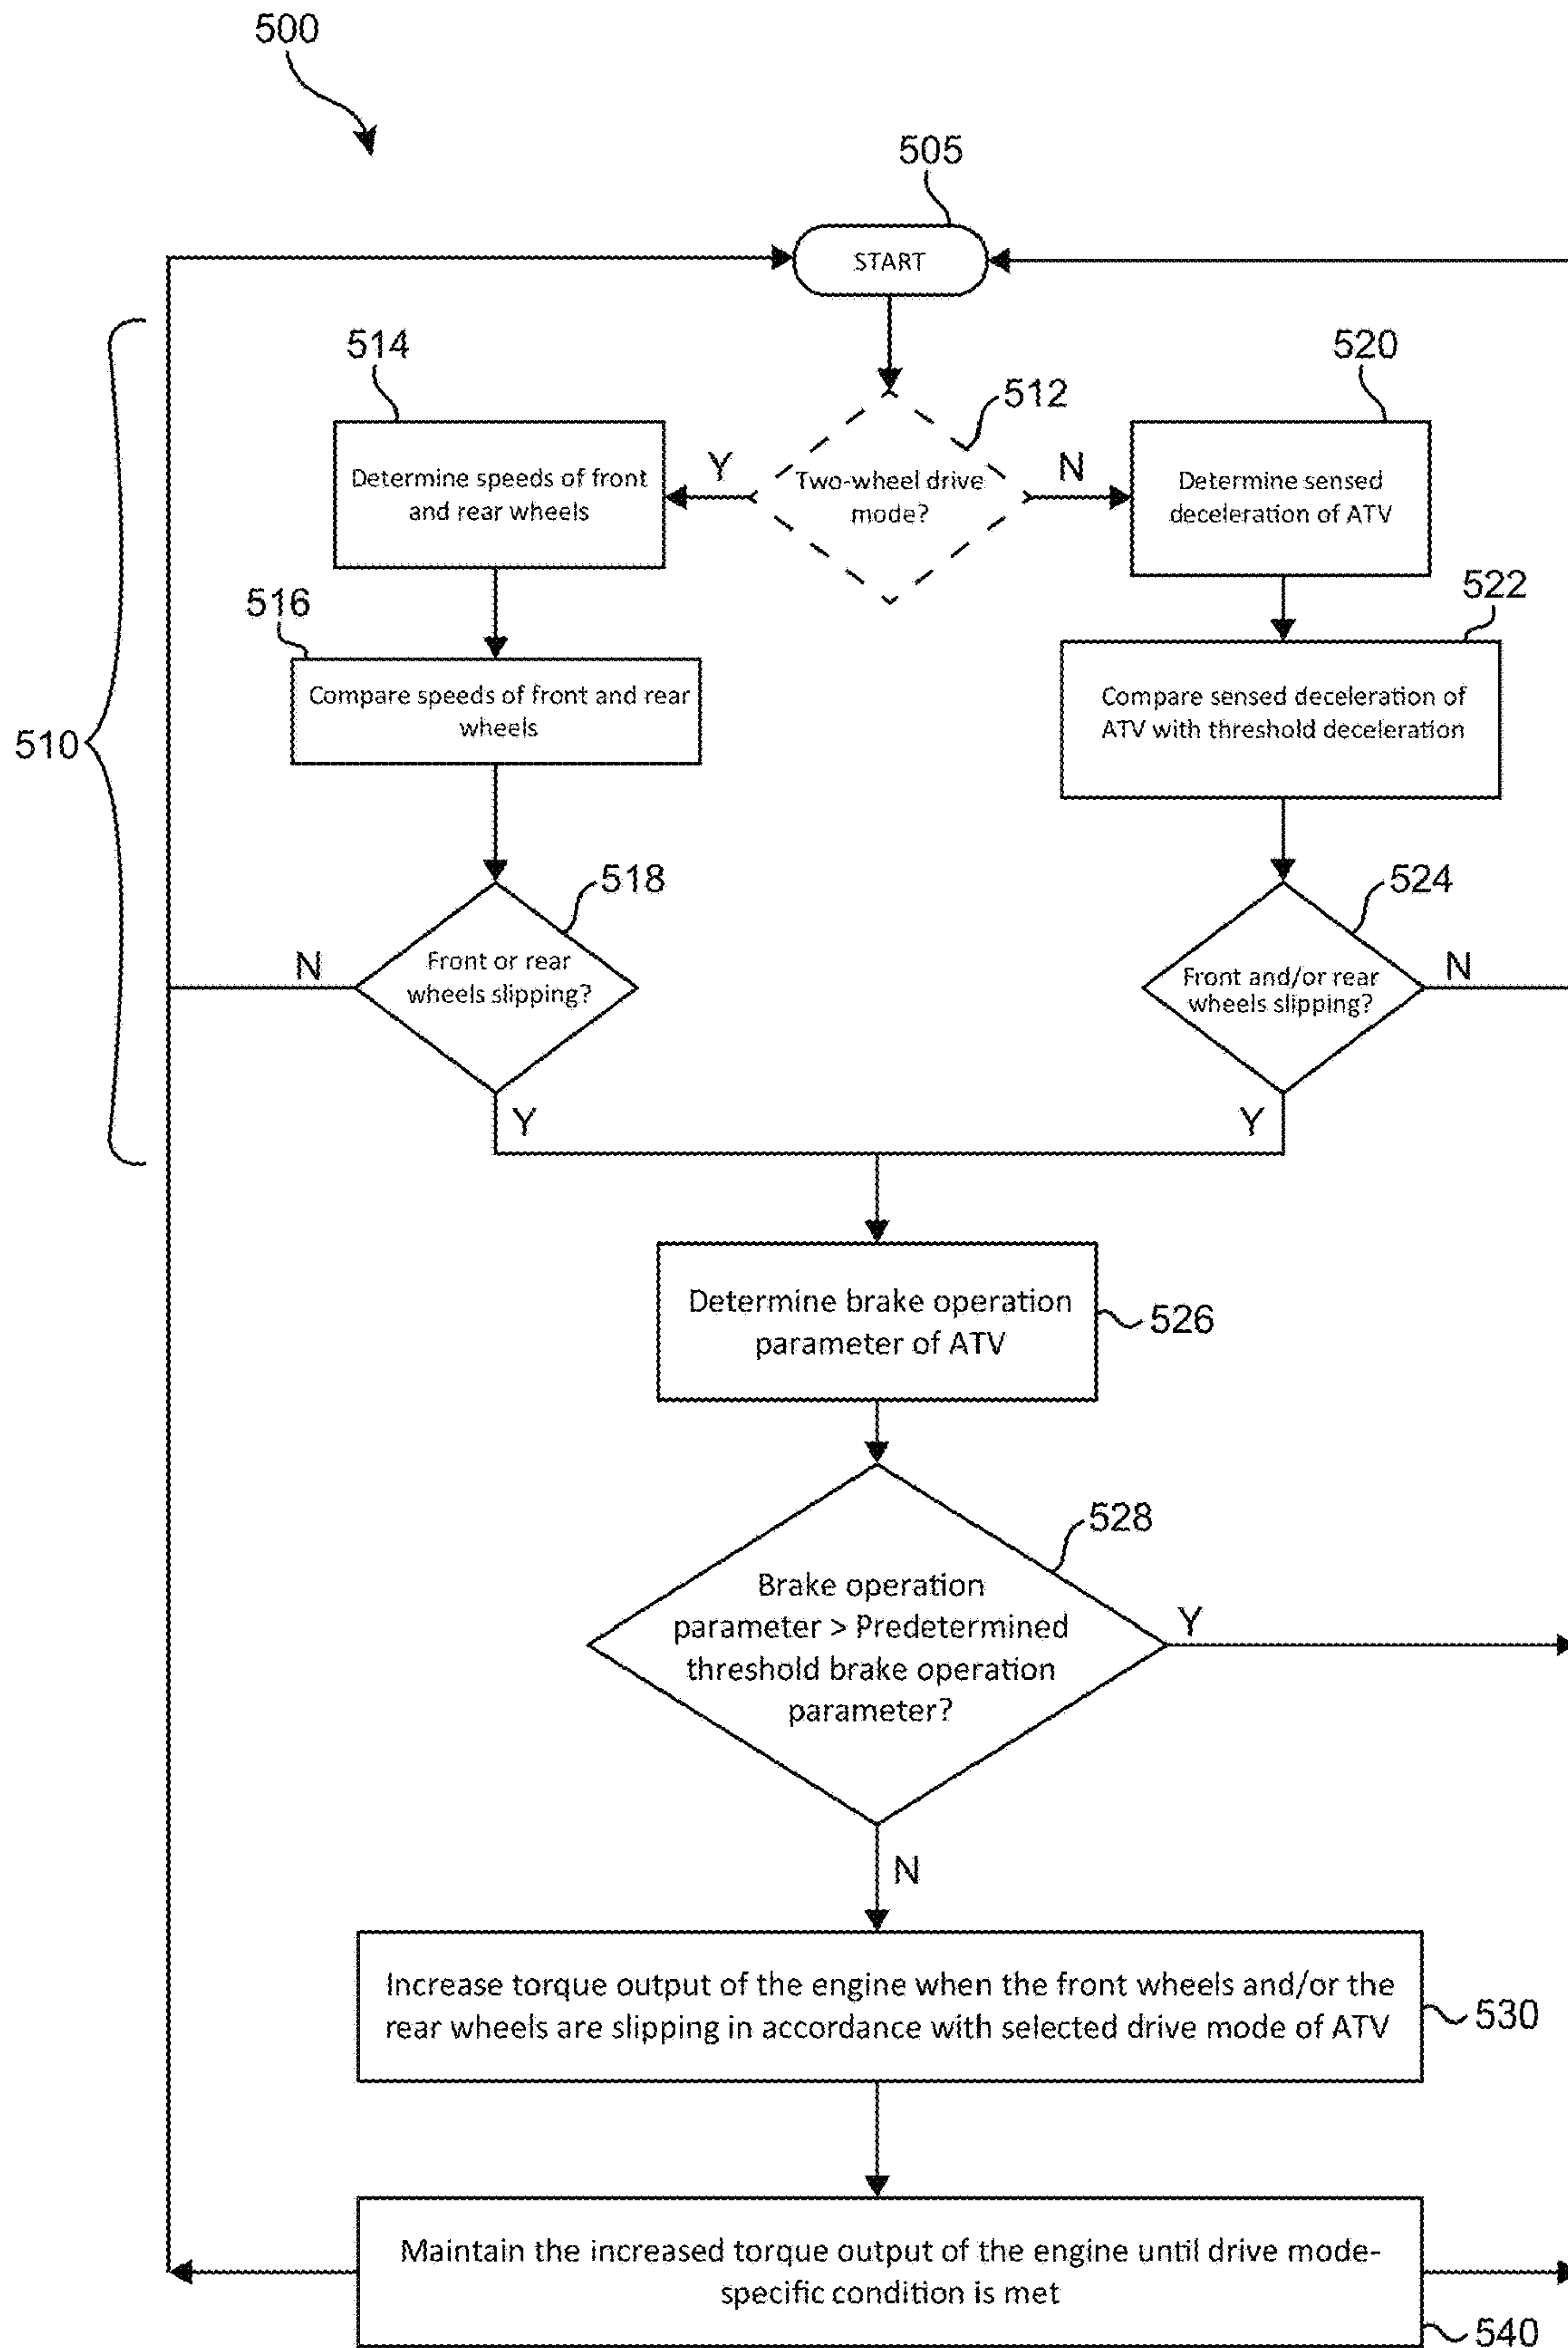 500
505
START
514
520
512
Determine speeds of front
and rear wheels
Y
Two-wheel drive
mode?
N
Determine sensed
deceleration of ATV
516
522
Compare speeds of front and rear
wheels
Compare sensed deceleration of
ATV with threshold deceleration
510
518
524
N
Front or rear
wheels slipping?
Front and/or rear
wheels slipping?
N
Y
Y
Determine brake operation
parameter of ATV
526
528
Brake operation
parameter > Predetermined
threshold brake operation
parameter?
Y
N
Increase torque output of the engine when the front wheels and/or the
rear wheels are slipping in accordance with selected drive mode of ATV
530
Maintain the increased torque output of the engine until drive mode-
specific condition is met
540